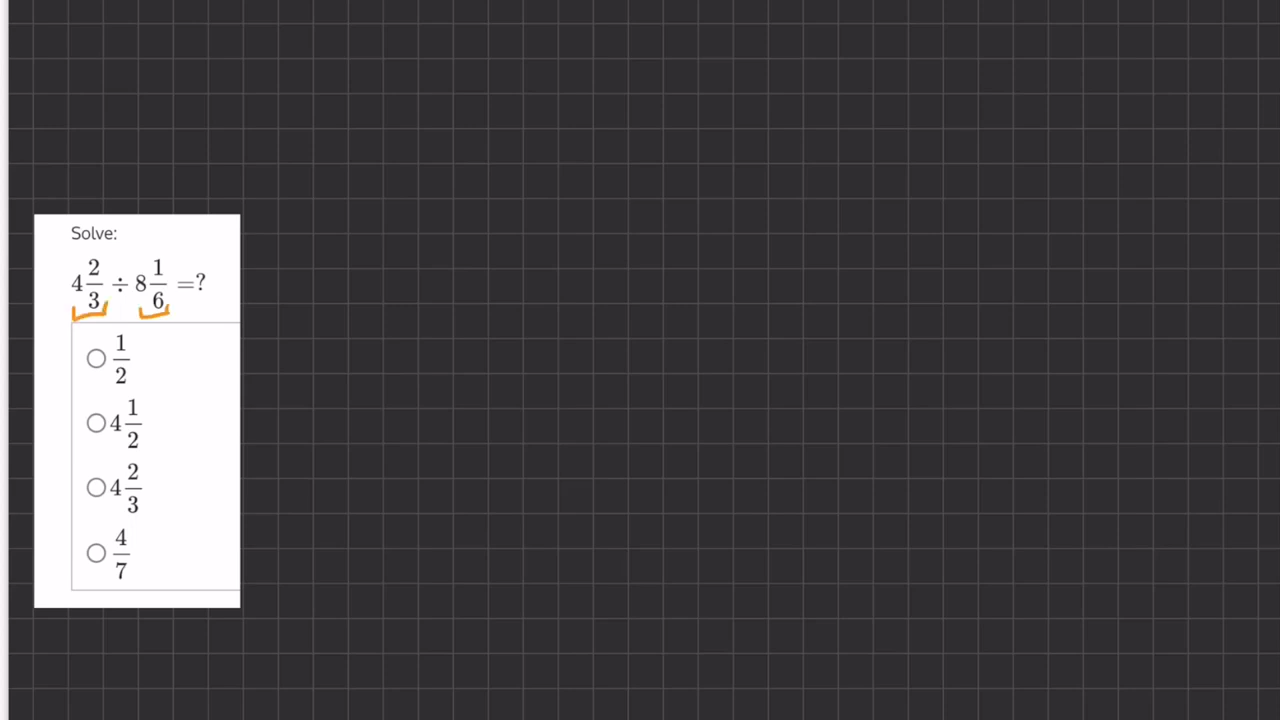 Solve:
4 2/3 ÷ 8 1/6 =?
1/2
4 1/2
4 2/3
4/7